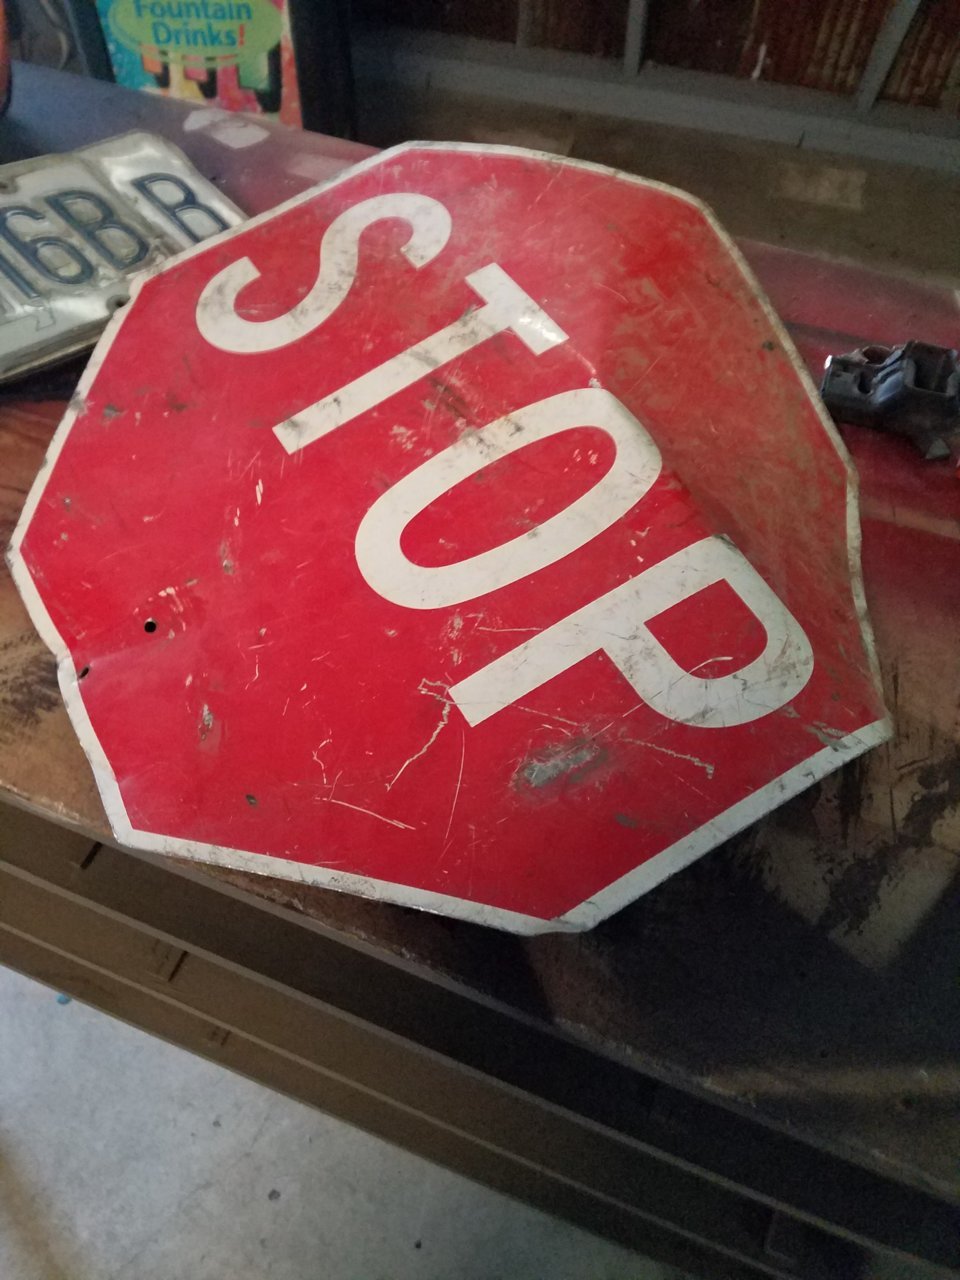 Fountain
Drinks!
16B B
STOP